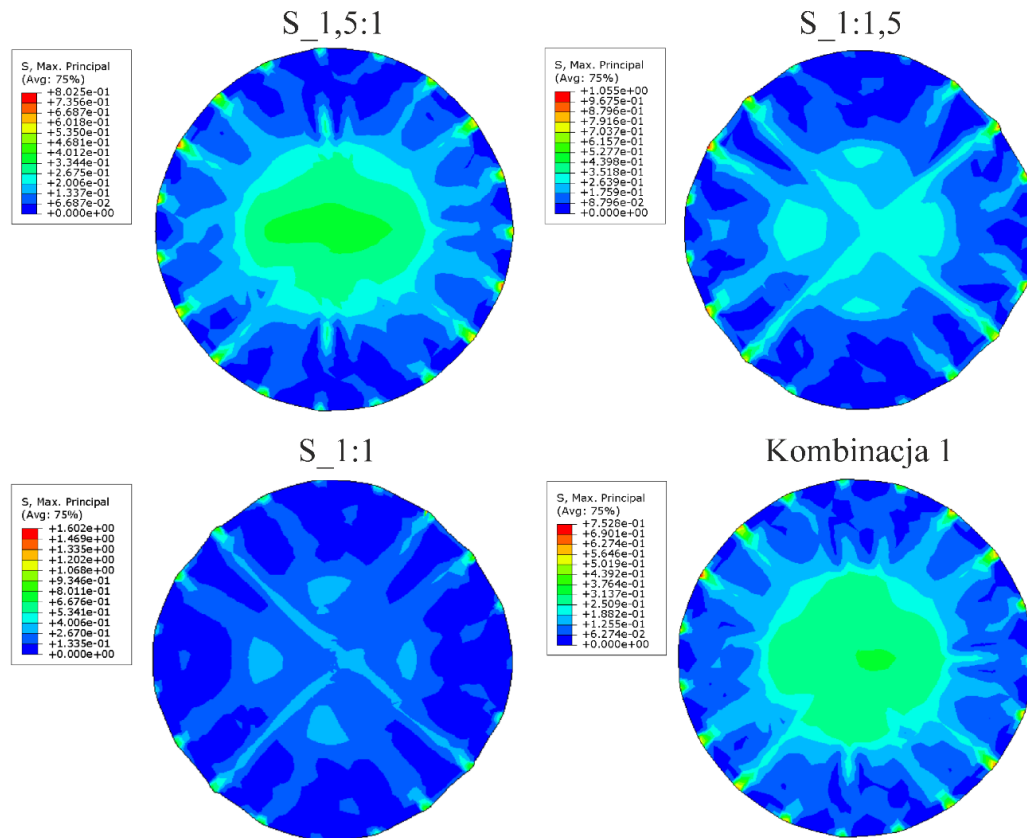 S_1,5:1
S, Max. Principal
(Avg: 75%)
+8.025e-01
+7.356e-01
+6.687e-01
+6.018e-01
+5.350e-01
+4.681e-01
+4.012e-01
+3.344e-01
+2.675e-01
+2.006e-01
+1.337e-01
+6.687e-02
+0.000e+00
S_1:1,5
S, Max. Principal
(Avg: 75%)
+1.055e+00
+9.675e-01
+8.796e-01
+7.916e-01
+7.037e-01
+6.157e-01
+5.277e-01
+4.398e-01
+3.518e-01
+2.639e-01
+1.759e-01
+8.796e-02
+0.000e+00
S_1:1
S, Max. Principal
(Avg: 75%)
+1.602e+00
+1.469e+00
+1.335e+00
+1.202e+00
+1.068e+00
+9.346e-01
+8.011e-01
+6.676e-01
+5.341e-01
+4.006e-01
+2.670e-01
+1.335e-01
+0.000e+00
Kombinacja 1
S, Max. Principal
(Avg: 75%)
+7.528e-01
+6.901e-01
+6.274e-01
+5.646e-01
+5.019e-01
+4.392e-01
+3.764e-01
+3.137e-01
+2.509e-01
+1.882e-01
+1.255e-01
+6.274e-02
+0.000e+00